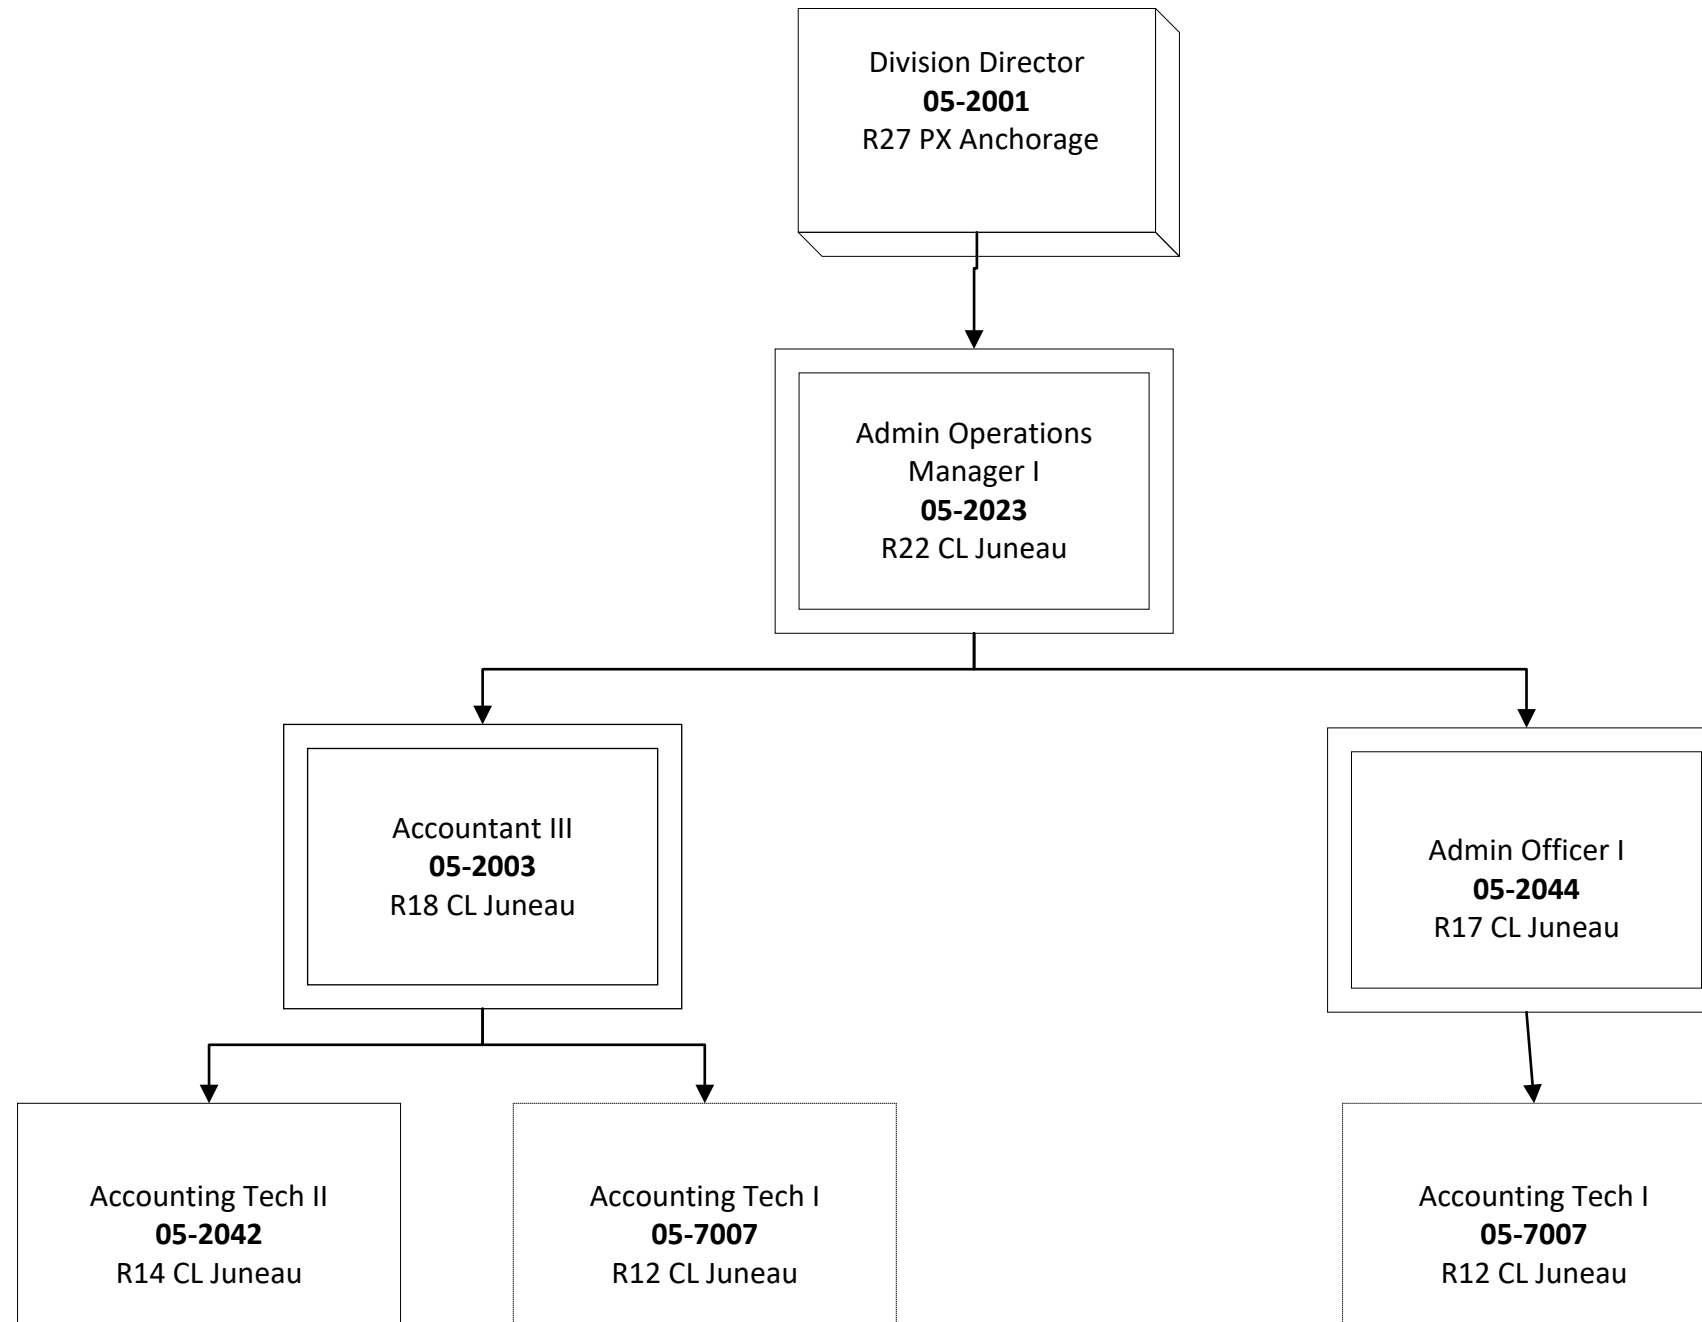 Division Director
05-2001
R27 PX Anchorage
Admin Operations
Manager I
05-2023
R22 CL Juneau
Accountant III
05-2003
R18 CL Juneau
Admin Officer I
05-2044
R17 CL Juneau
Accounting Tech II
05-2042
R14 CL Juneau
Accounting Tech I
05-7007
R12 CL Juneau
Accounting Tech I
05-7007
R12 CL Juneau